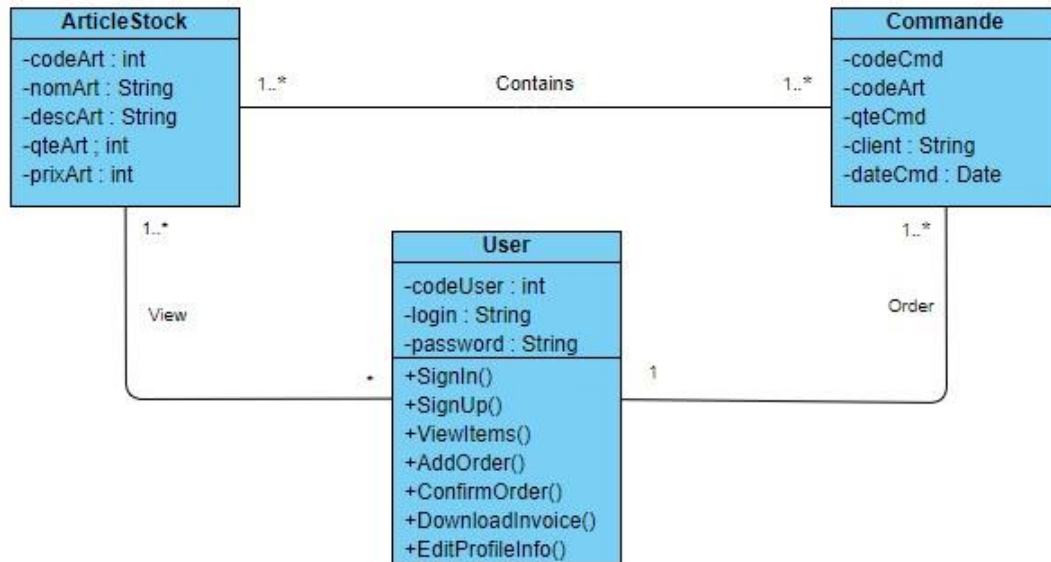 ArticleStock
-codeArt : int
-nomArt : String
-descArt : String
-qteArt ; int
-prixArt : int
1..*
Contains
1..*
Commande
-codeCmd
-codeArt
-qteCmd
-client : String
-dateCmd : Date
1..*
View
*
User
-codeUser : int
-login : String
-password : String
+SignIn()
+SignUp()
+ViewItems()
+AddOrder()
+ConfirmOrder()
+DownloadInvoice()
+EditProfileInfo()
1..*
Order
1